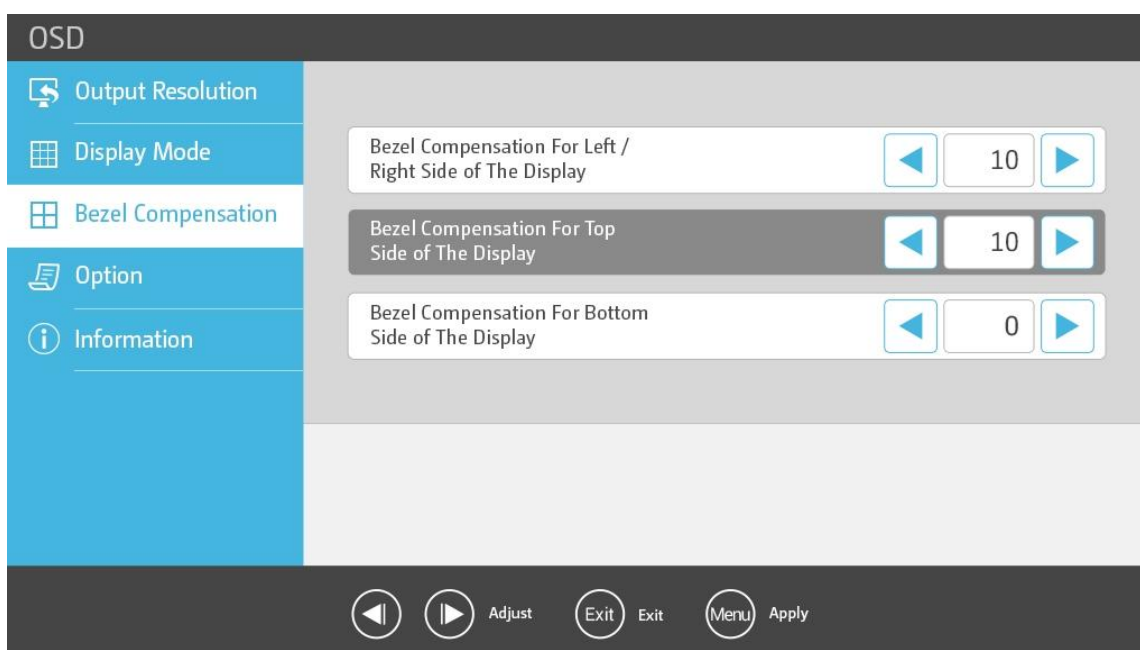 OSD
Output Resolution
Display Mode
Bezel Compensation
Option
Information
Bezel Compensation For Left /
Right Side of The Display
10
Bezel Compensation For Top
Side of The Display
10
Bezel Compensation For Bottom
Side of The Display
0
Adjust
Exit Exit
Menu Apply